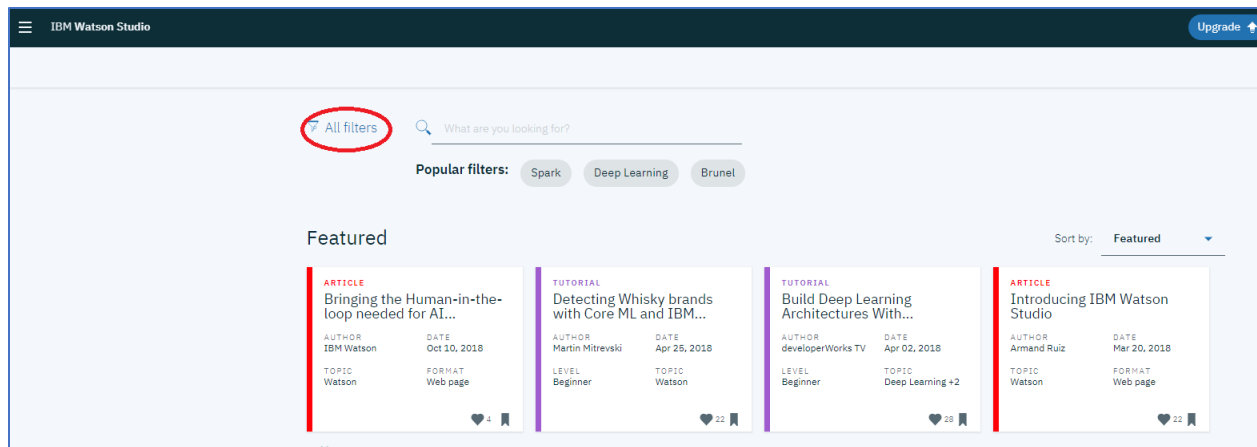 IBM Watson Studio
Upgrade
All filters
What are you looking for?
Popular filters: Spark Deep Learning Brunel
Featured
Sort by: Featured
ARTICLE
Bringing the Human-in-the-
loop needed for AI...
AUTHOR DATE
IBM Watson Oct 10, 2018
TOPIC FORMAT
Watson Web page
4
TUTORIAL
Detecting Whisky brands
with Core ML and IBM...
AUTHOR DATE
Martin Mitrevski Apr 25, 2018
LEVEL TOPIC
Beginner Watson
22
TUTORIAL
Build Deep Learning
Architectures With...
AUTHOR DATE
developerWorks TV Apr 02, 2018
LEVEL TOPIC
Beginner Deep Learning +2
28
ARTICLE
Introducing IBM Watson
Studio
AUTHOR DATE
Armand Ruiz Mar 20, 2018
TOPIC FORMAT
Watson Web page
22